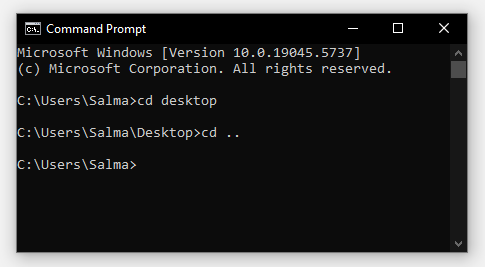 Command Prompt
Microsoft Windows [Version 10.0.19045.5737]
(c) Microsoft Corporation. All rights reserved.
C:\Users\Salma>cd desktop
C:\Users\Salma\Desktop>cd ..
C:\Users\Salma>